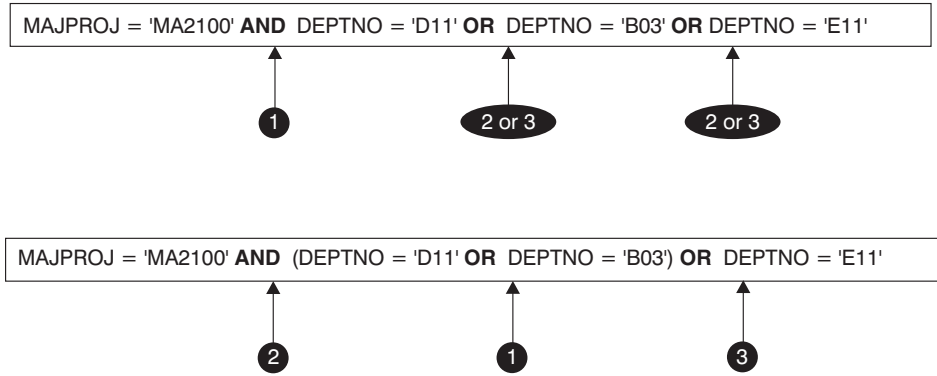 MAJPROJ = 'MA2100' AND DEPTNO = 'D11' OR DEPTNO = 'B03' OR DEPTNO = 'E11'
1 2 or 3 2 or 3
MAJPROJ = 'MA2100' AND (DEPTNO = 'D11' OR DEPTNO = 'B03') OR DEPTNO = 'E11'
2 1 3